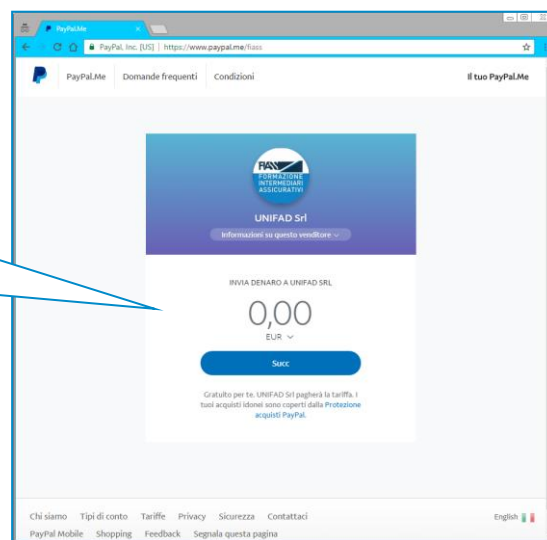 PayPal.Me
PayPal, Inc. [US] | https://www.paypal.me/fiass
PayPal.Me Domande frequenti Condizioni Il tuo PayPal.Me
FORMAZIONE
INTERMEDIARI
ASSICURATIVI
UNIFAD Srl
Informazioni su questo venditore
INVIA DENARO A UNIFAD SRL
0,00
EUR
Succ
Gratuito per te. UNIFAD Srl pagherà la tariffa. I
tuoi acquisti idonei sono coperti dalla Protezione
acquisti PayPal.
Chi siamo Tipi di conto Tariffe Privacy Sicurezza Contattaci English
PayPal Mobile Shopping Feedback Segnala questa pagina